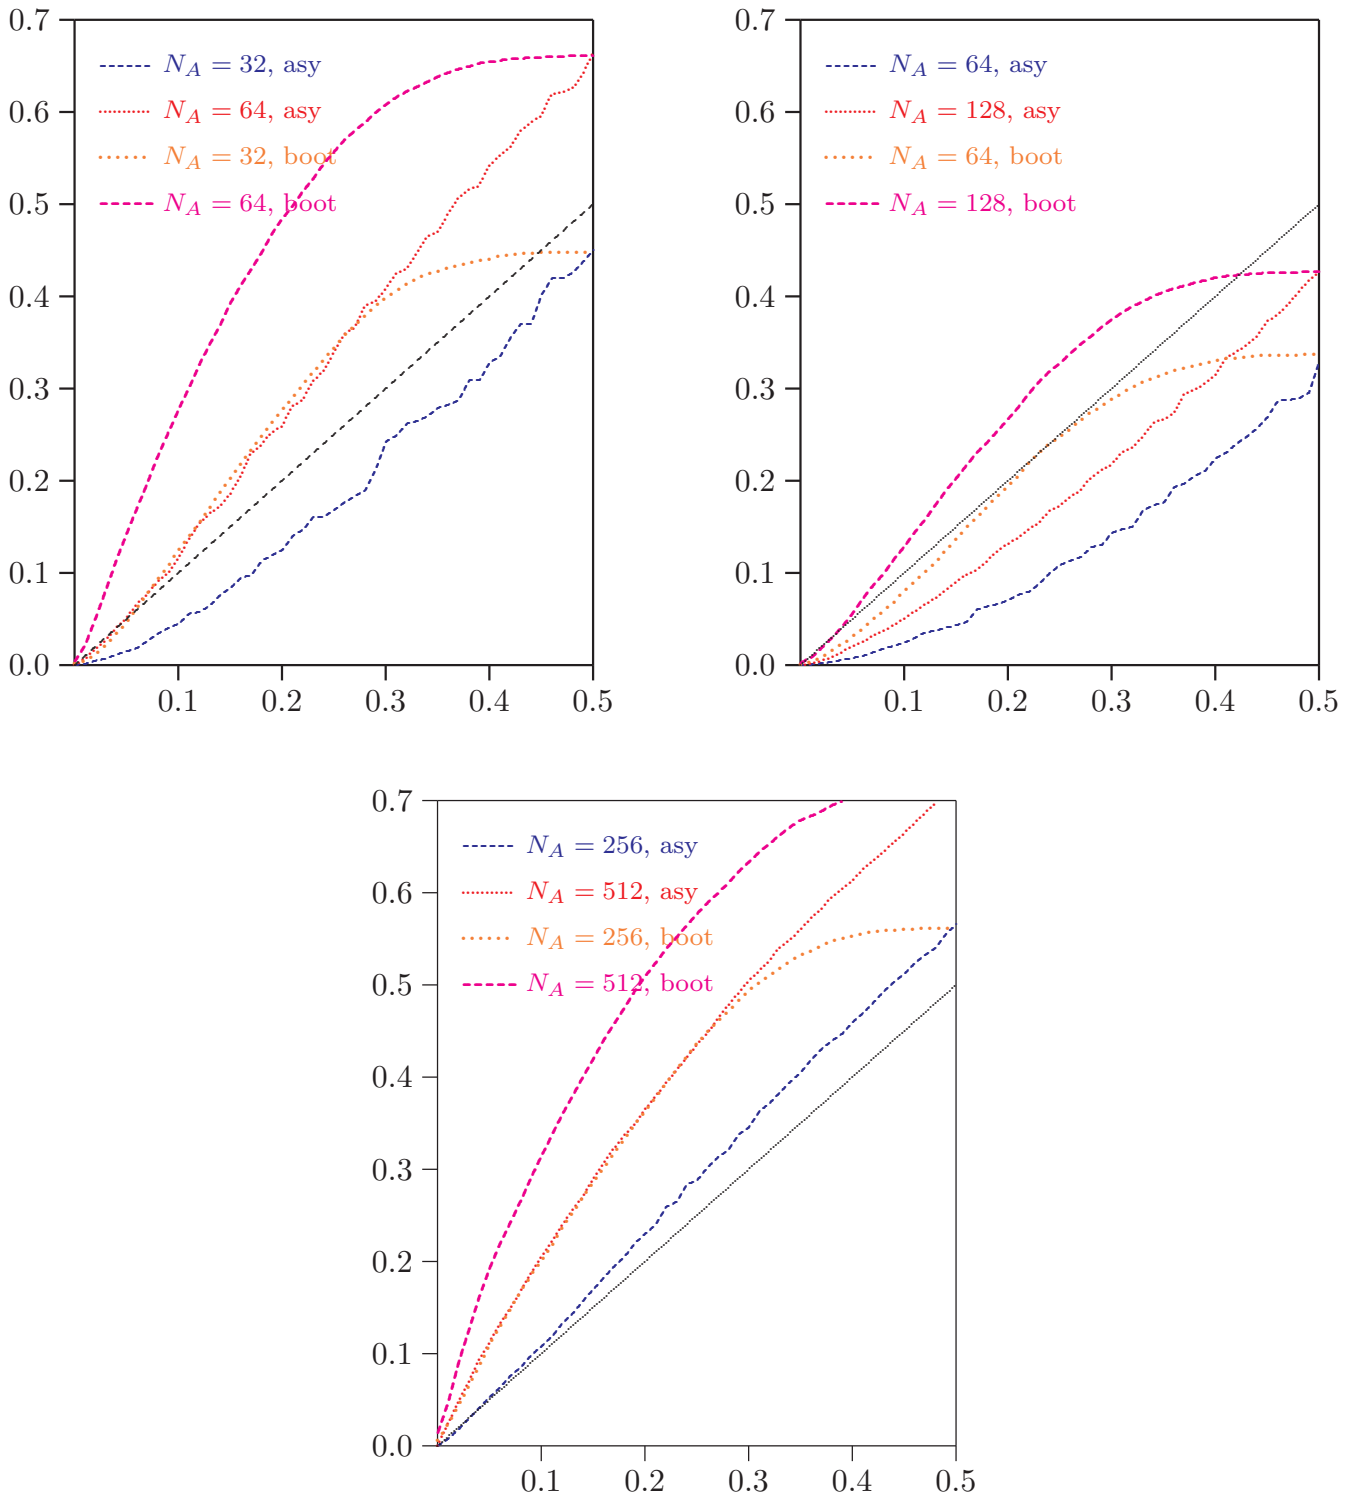 0.7
N_A = 32, asy
N_A = 64, asy
N_A = 32, boot
N_A = 64, boot
0.6
0.5
0.4
0.3
0.2
0.1
0.0
0.1 0.2 0.3 0.4 0.5
0.7
N_A = 64, asy
N_A = 128, asy
N_A = 64, boot
N_A = 128, boot
0.6
0.5
0.4
0.3
0.2
0.1
0.0
0.1 0.2 0.3 0.4 0.5
0.7
N_A = 256, asy
N_A = 512, asy
N_A = 256, boot
N_A = 512, boot
0.6
0.5
0.4
0.3
0.2
0.1
0.0
0.1 0.2 0.3 0.4 0.5